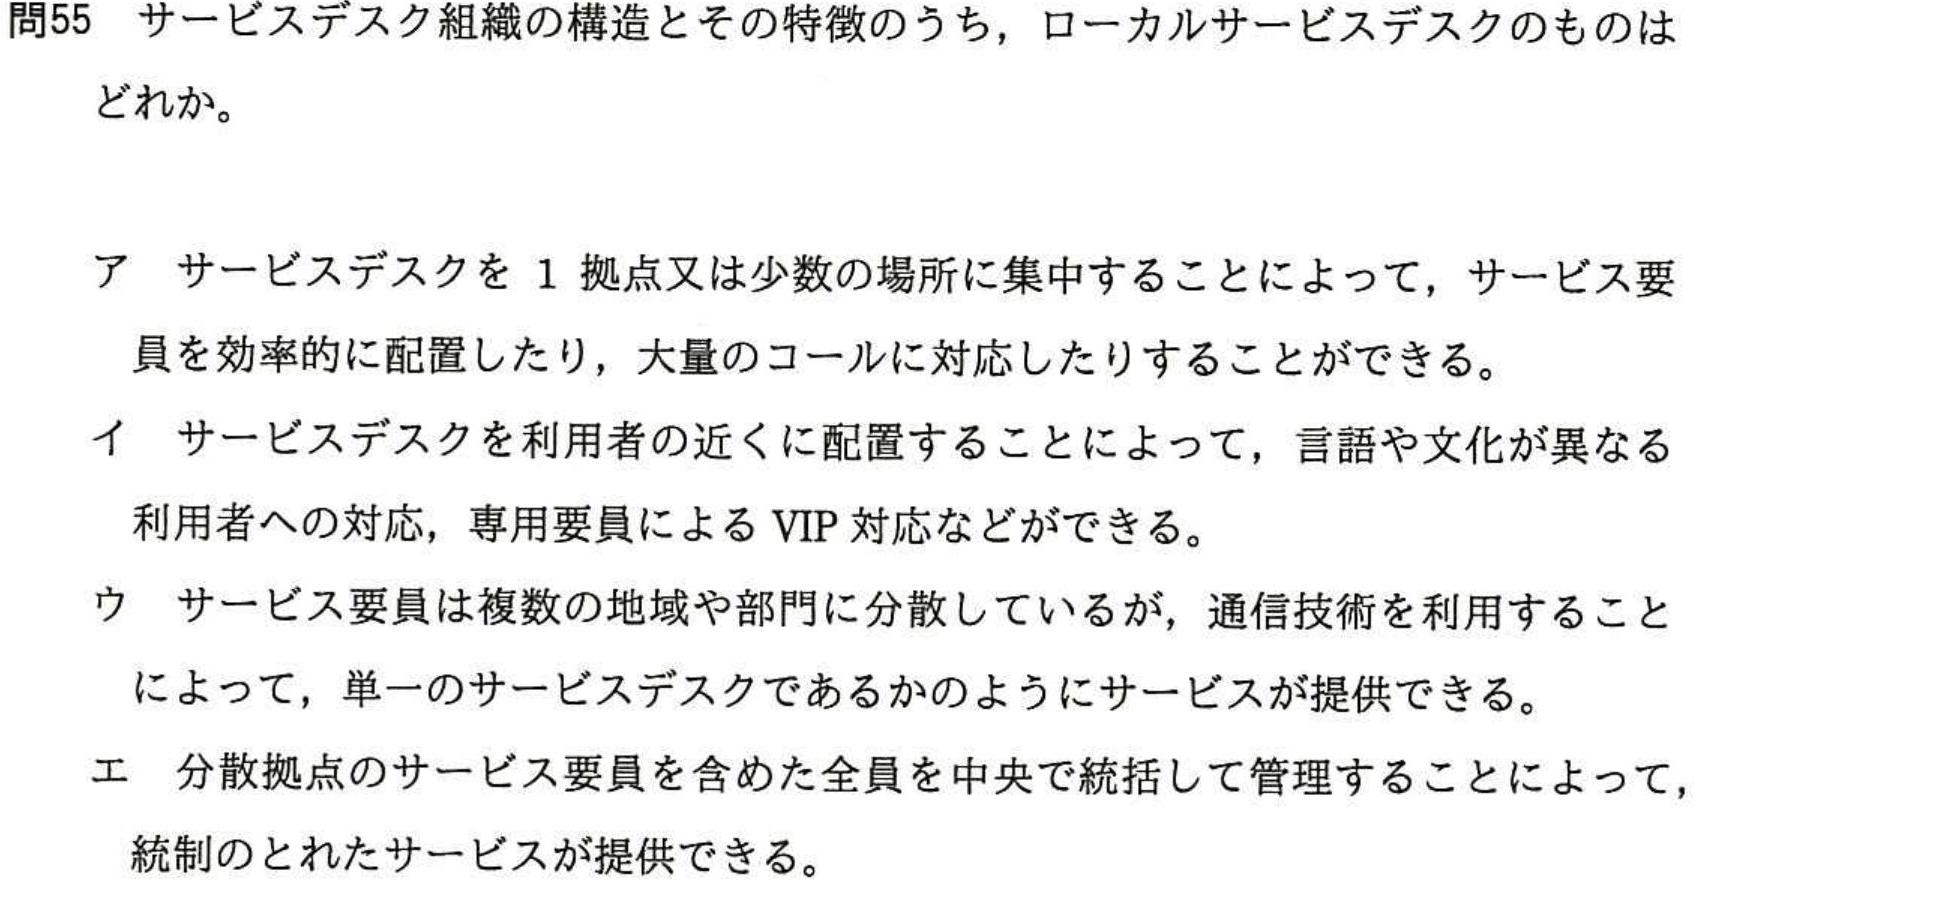 問55　サービスデスク組織の構造とその特徴のうち，ローカルサービスデスクのものは
どれか。
ア　サービスデスクを 1 拠点又は少数の場所に集中することによって，サービス要
員を効率的に配置したり，大量のコールに対応したりすることができる。
イ　サービスデスクを利用者の近くに配置することによって，言語や文化が異なる
利用者への対応，専用要員による VIP 対応などができる。
ウ　サービス要員は複数の地域や部門に分散しているが，通信技術を利用すること
によって，単一のサービスデスクであるかのようにサービスが提供できる。
エ　分散拠点のサービス要員を含めた全員を中央で統括して管理することによって，
統制のとれたサービスが提供できる。